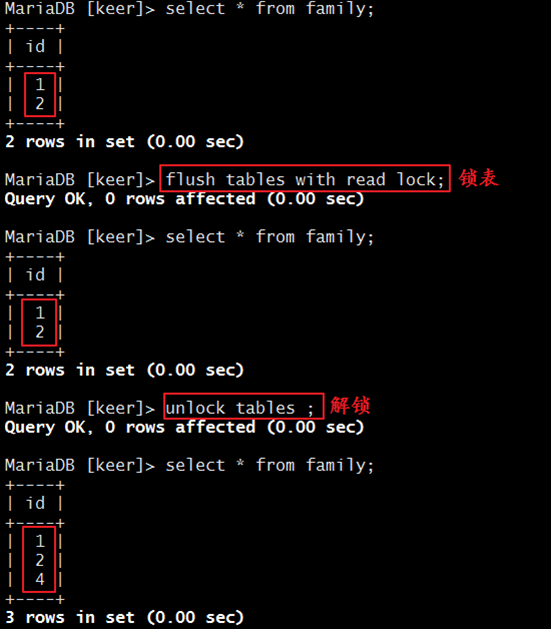 MariaDB [keer]> select * from family;
+----+
| id |
+----+
| 1 |
| 2 |
+----+
2 rows in set (0.00 sec)
MariaDB [keer]> flush tables with read lock; 锁表
Query OK, 0 rows affected (0.00 sec)
MariaDB [keer]> select * from family;
+----+
| id |
+----+
| 1 |
| 2 |
+----+
2 rows in set (0.00 sec)
MariaDB [keer]> unlock tables ; 解锁
Query OK, 0 rows affected (0.00 sec)
MariaDB [keer]> select * from family;
+----+
| id |
+----+
| 1 |
| 2 |
| 4 |
+----+
3 rows in set (0.00 sec)